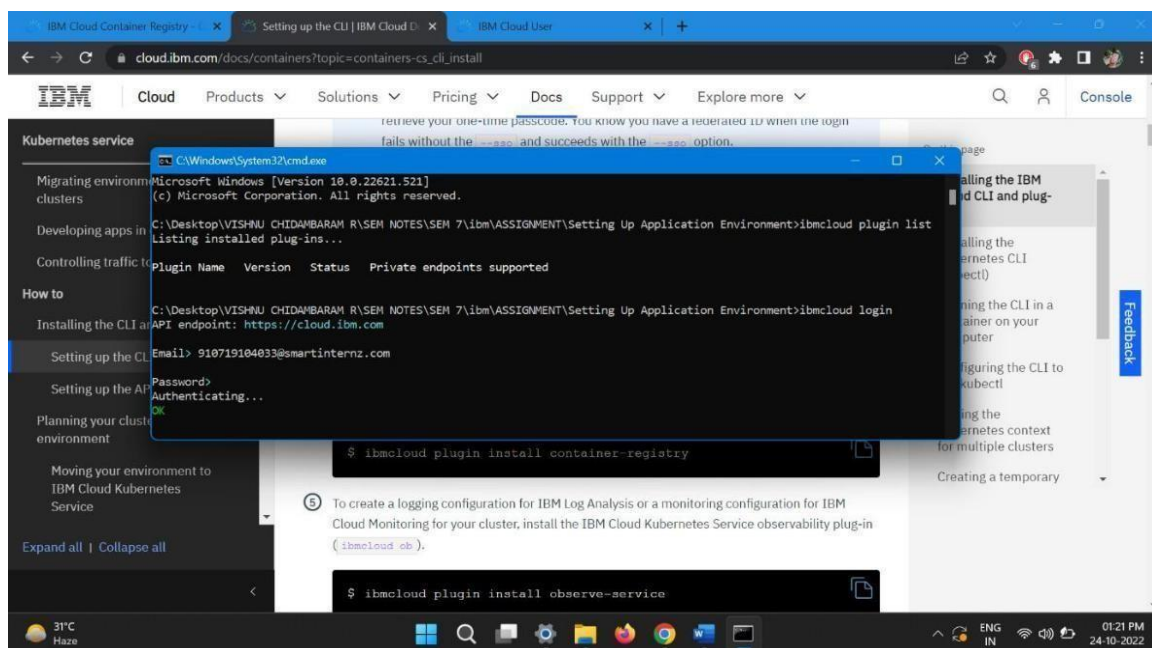 IBM Cloud Container Registry -
Setting up the CLI | IBM Cloud D
IBM Cloud User
cloud.ibm.com/docs/containers?topic=containers-cs_cli_install
IBM Cloud Products Solutions Pricing Docs Support Explore more Console
retrieve your one-time passcode. You know you have a federated ID when the login
fails without the --sso and succeeds with the --sso option.
Kubernetes service
Migrating environm
clusters
Developing apps in
Controlling traffic to
How to
Installing the CLI an
Setting up the CL
Setting up the AP
Planning your cluste
environment
Moving your environment to
IBM Cloud Kubernetes
Service
Expand all | Collapse all
C:\Windows\System32\cmd.exe
Microsoft Windows [Version 10.0.22621.521]
(c) Microsoft Corporation. All rights reserved.
C:\Desktop\VISHNU CHIDAMBARAM R\SEM NOTES\SEM 7\ibm\ASSIGNMENT\Setting Up Application Environment>ibmcloud plugin list
Listing installed plug-ins...
Plugin Name Version Status Private endpoints supported
C:\Desktop\VISHNU CHIDAMBARAM R\SEM NOTES\SEM 7\ibm\ASSIGNMENT\Setting Up Application Environment>ibmcloud login
API endpoint: https://cloud.ibm.com
Email> 910719104033@smartinternz.com
Password>
Authenticating...
OK
$ ibmcloud plugin install container-registry
5 To create a logging configuration for IBM Log Analysis or a monitoring configuration for IBM
Cloud Monitoring for your cluster, install the IBM Cloud Kubernetes Service observability plug-in
( ibmcloud ob ).
$ ibmcloud plugin install observe-service
page
alling the IBM
d CLI and plug-
alling the
ernetes CLI
ectl)
ning the CLI in a
ainer on your
puter
figuring the CLI to
kubectl
ing the
ernetes context
for multiple clusters
Creating a temporary
Feedback
31°C
Haze
ENG
IN
01:21 PM
24-10-2022